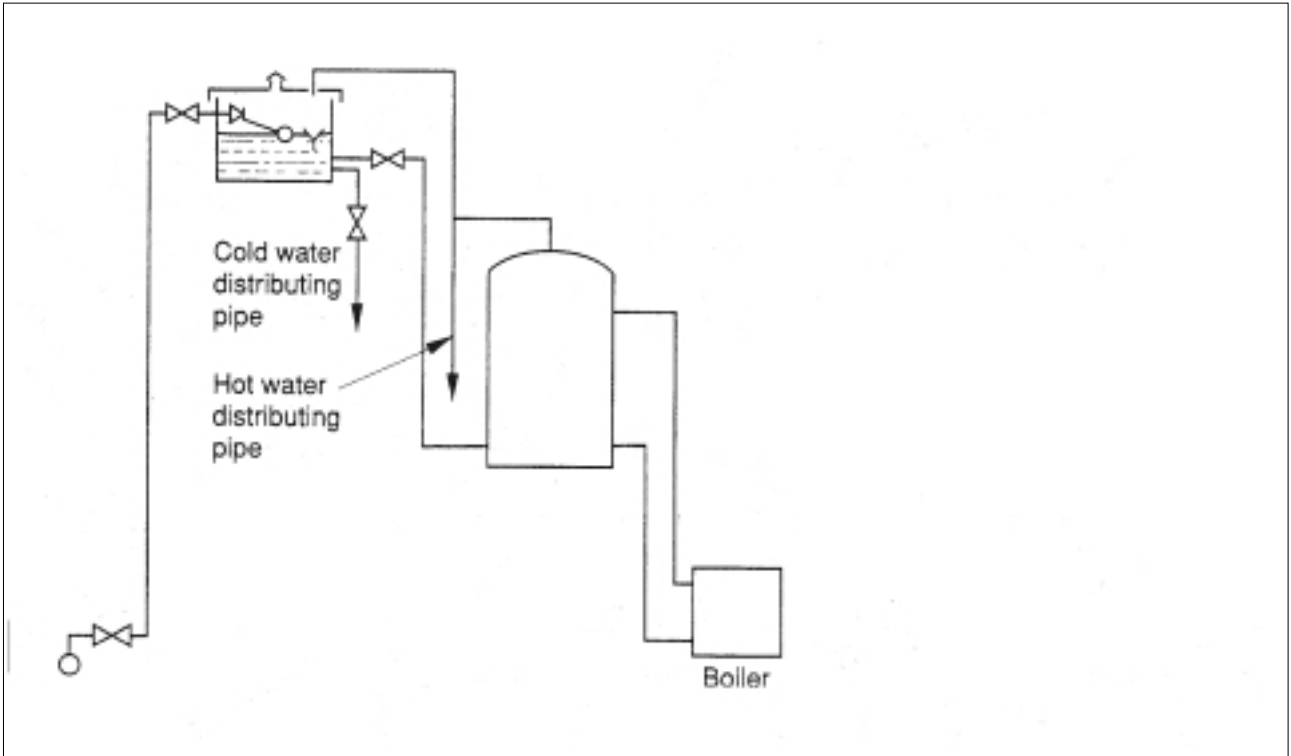 Cold water
distributing
pipe
Hot water
distributing
pipe
Boiler